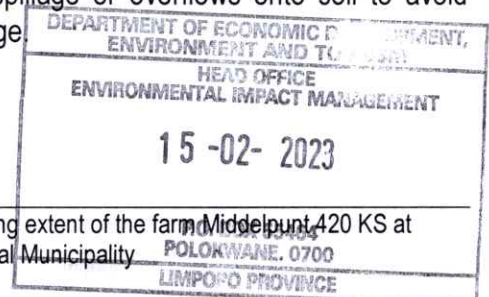 spillage or overflows onto soil to avoid
ge.
DEPARTMENT OF ECONOMIC
ENVIRONMENT AND
HEAD OFFICE
ENVIRONMENTAL IMPACT MANAGEMENT
15 -02- 2023
ng extent of the farm Middelpunt 420 KS at
al Municipality
POLOKWANE. 0700
LIMPOPO PROVINCE